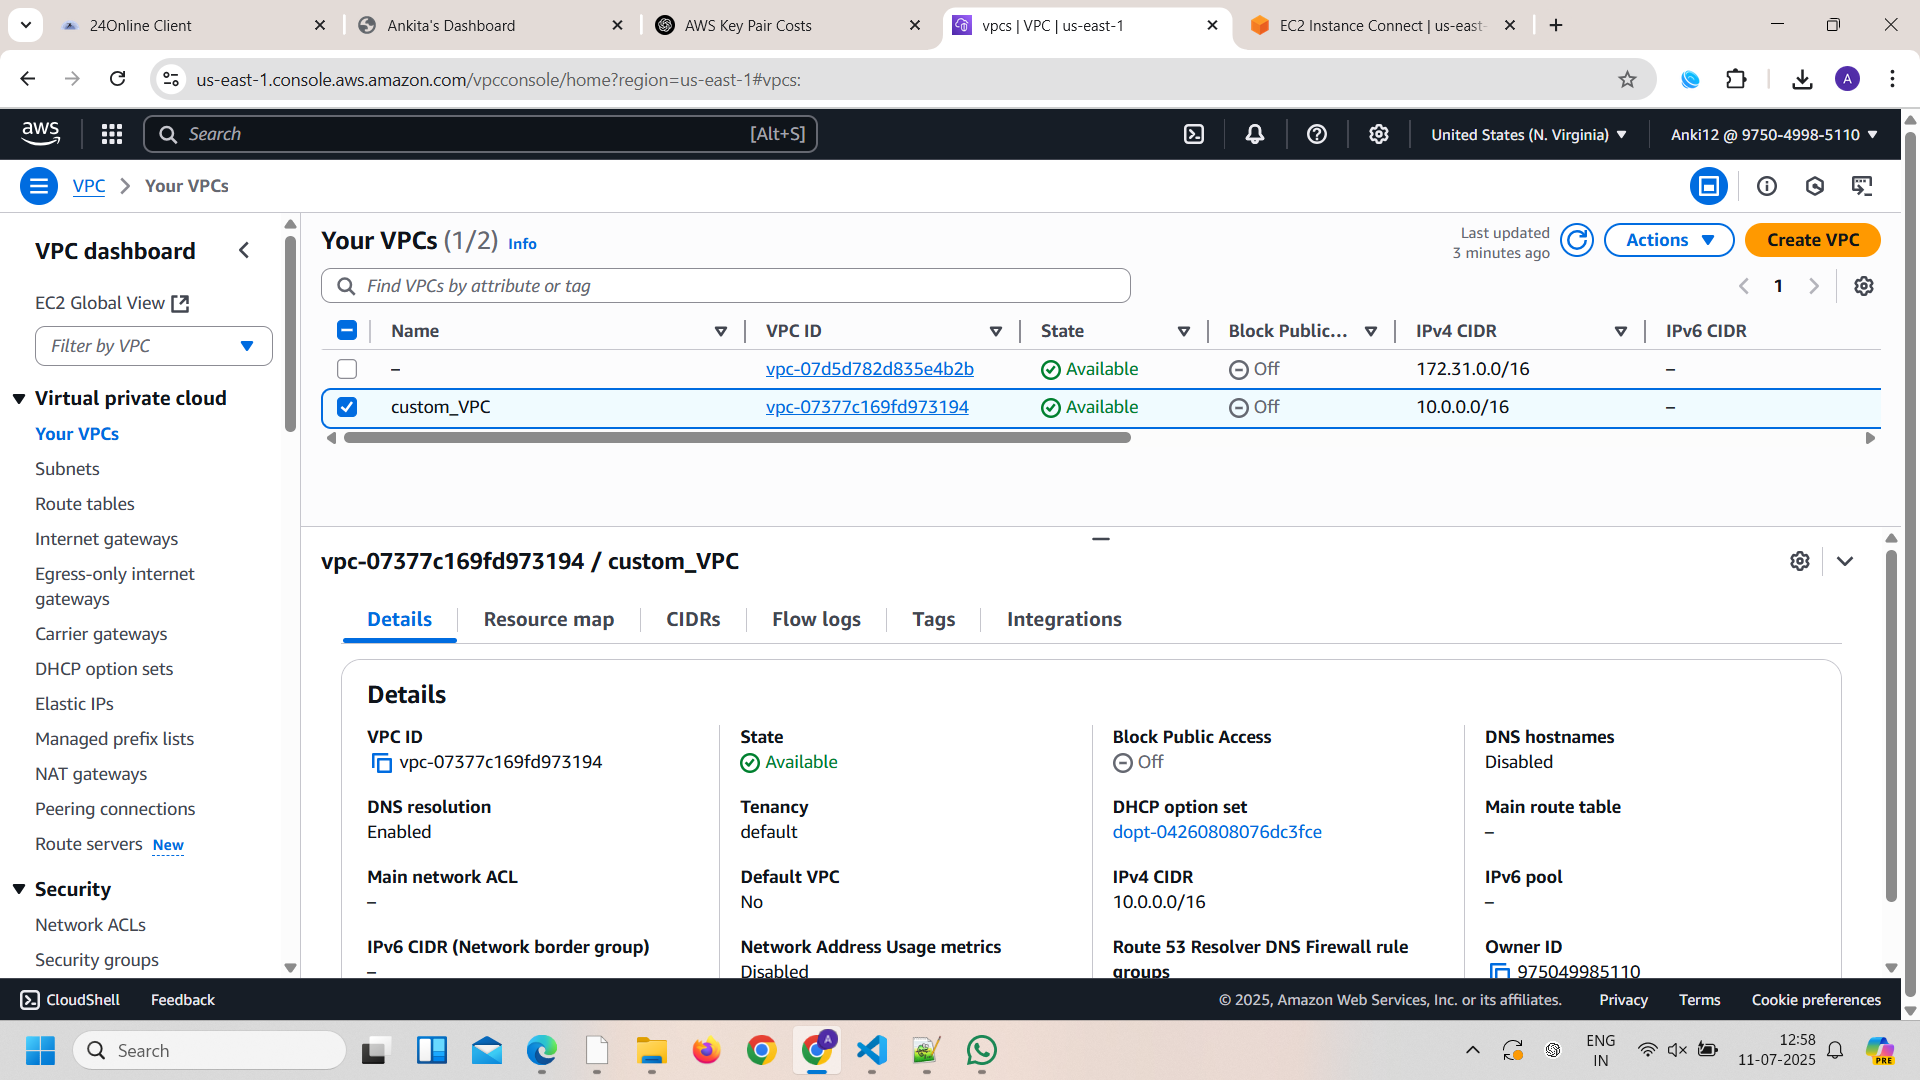 24Online Client
Ankita's Dashboard
AWS Key Pair Costs
vpcs | VPC | us-east-1
EC2 Instance Connect | us-east-
us-east-1.console.aws.amazon.com/vpcconsole/home?region=us-east-1#vpcs:
A
aws
Search
[Alt+S]
United States (N. Virginia)
Anki12 @ 9750-4998-5110
VPC
Your VPCs
VPC dashboard
EC2 Global View
Filter by VPC
Virtual private cloud
Your VPCs
Subnets
Route tables
Internet gateways
Egress-only internet
gateways
Carrier gateways
DHCP option sets
Elastic IPs
Managed prefix lists
NAT gateways
Peering connections
Route servers New
Security
Network ACLs
Security groups
Your VPCs (1/2) Info
Last updated
3 minutes ago
Actions
Create VPC
Find VPCs by attribute or tag
1
Name VPC ID State Block Public... IPv4 CIDR IPv6 CIDR
– vpc-07d5d782d835e4b2b Available Off 172.31.0.0/16 –
custom_VPC vpc-07377c169fd973194 Available Off 10.0.0.0/16 –
vpc-07377c169fd973194 / custom_VPC
Details Resource map CIDRs Flow logs Tags Integrations
Details
VPC ID
vpc-07377c169fd973194
State
Available
Block Public Access
Off
DNS hostnames
Disabled
DNS resolution
Enabled
Tenancy
default
DHCP option set
dopt-04260808076dc3fce
Main route table
–
Main network ACL
–
Default VPC
No
IPv4 CIDR
10.0.0.0/16
IPv6 pool
–
IPv6 CIDR (Network border group)
–
Network Address Usage metrics
Disabled
Route 53 Resolver DNS Firewall rule
groups
Owner ID
975049985110
CloudShell
Feedback
© 2025, Amazon Web Services, Inc. or its affiliates.
Privacy
Terms
Cookie preferences
Search
A
ENG
IN
12:58
11-07-2025
PRE